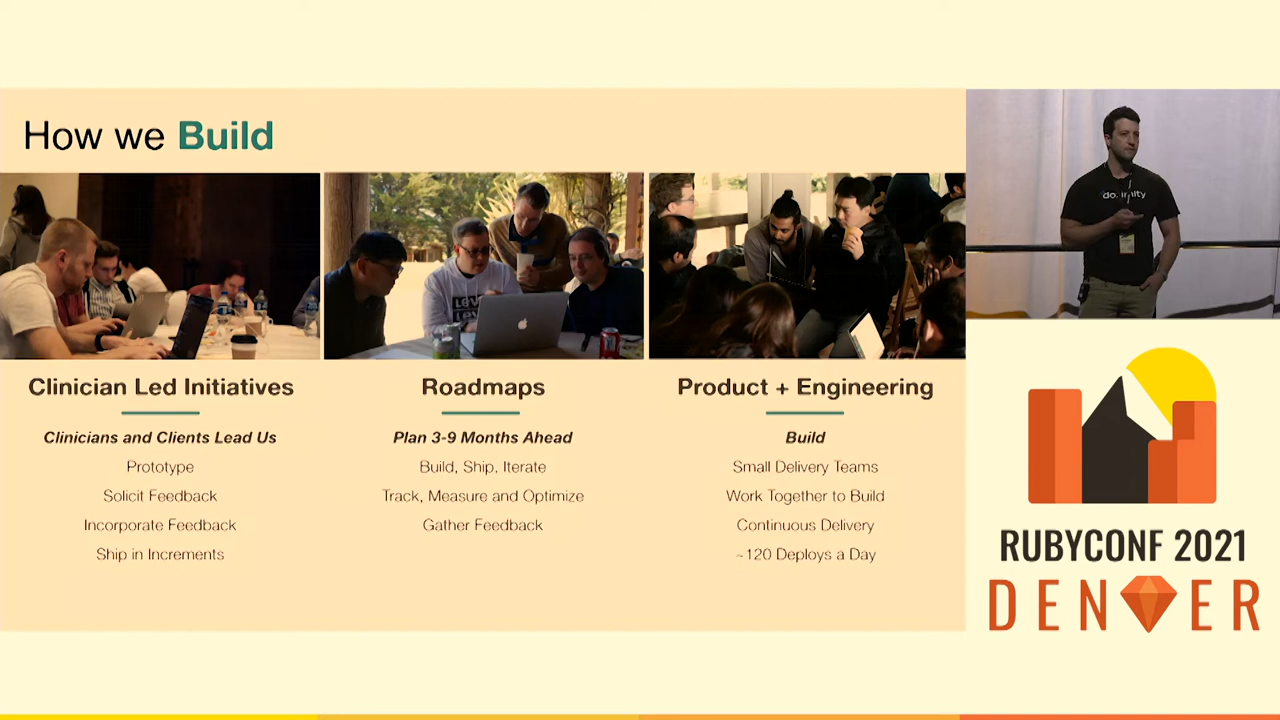 How we Build
Clinician Led Initiatives
Clinicians and Clients Lead Us
Prototype
Solicit Feedback
Incorporate Feedback
Ship in Increments
Roadmaps
Plan 3-9 Months Ahead
Build, Ship, Iterate
Track, Measure and Optimize
Gather Feedback
Product + Engineering
Build
Small Delivery Teams
Work Together to Build
Continuous Delivery
~120 Deploys a Day
RUBYCONF 2021
DENVER